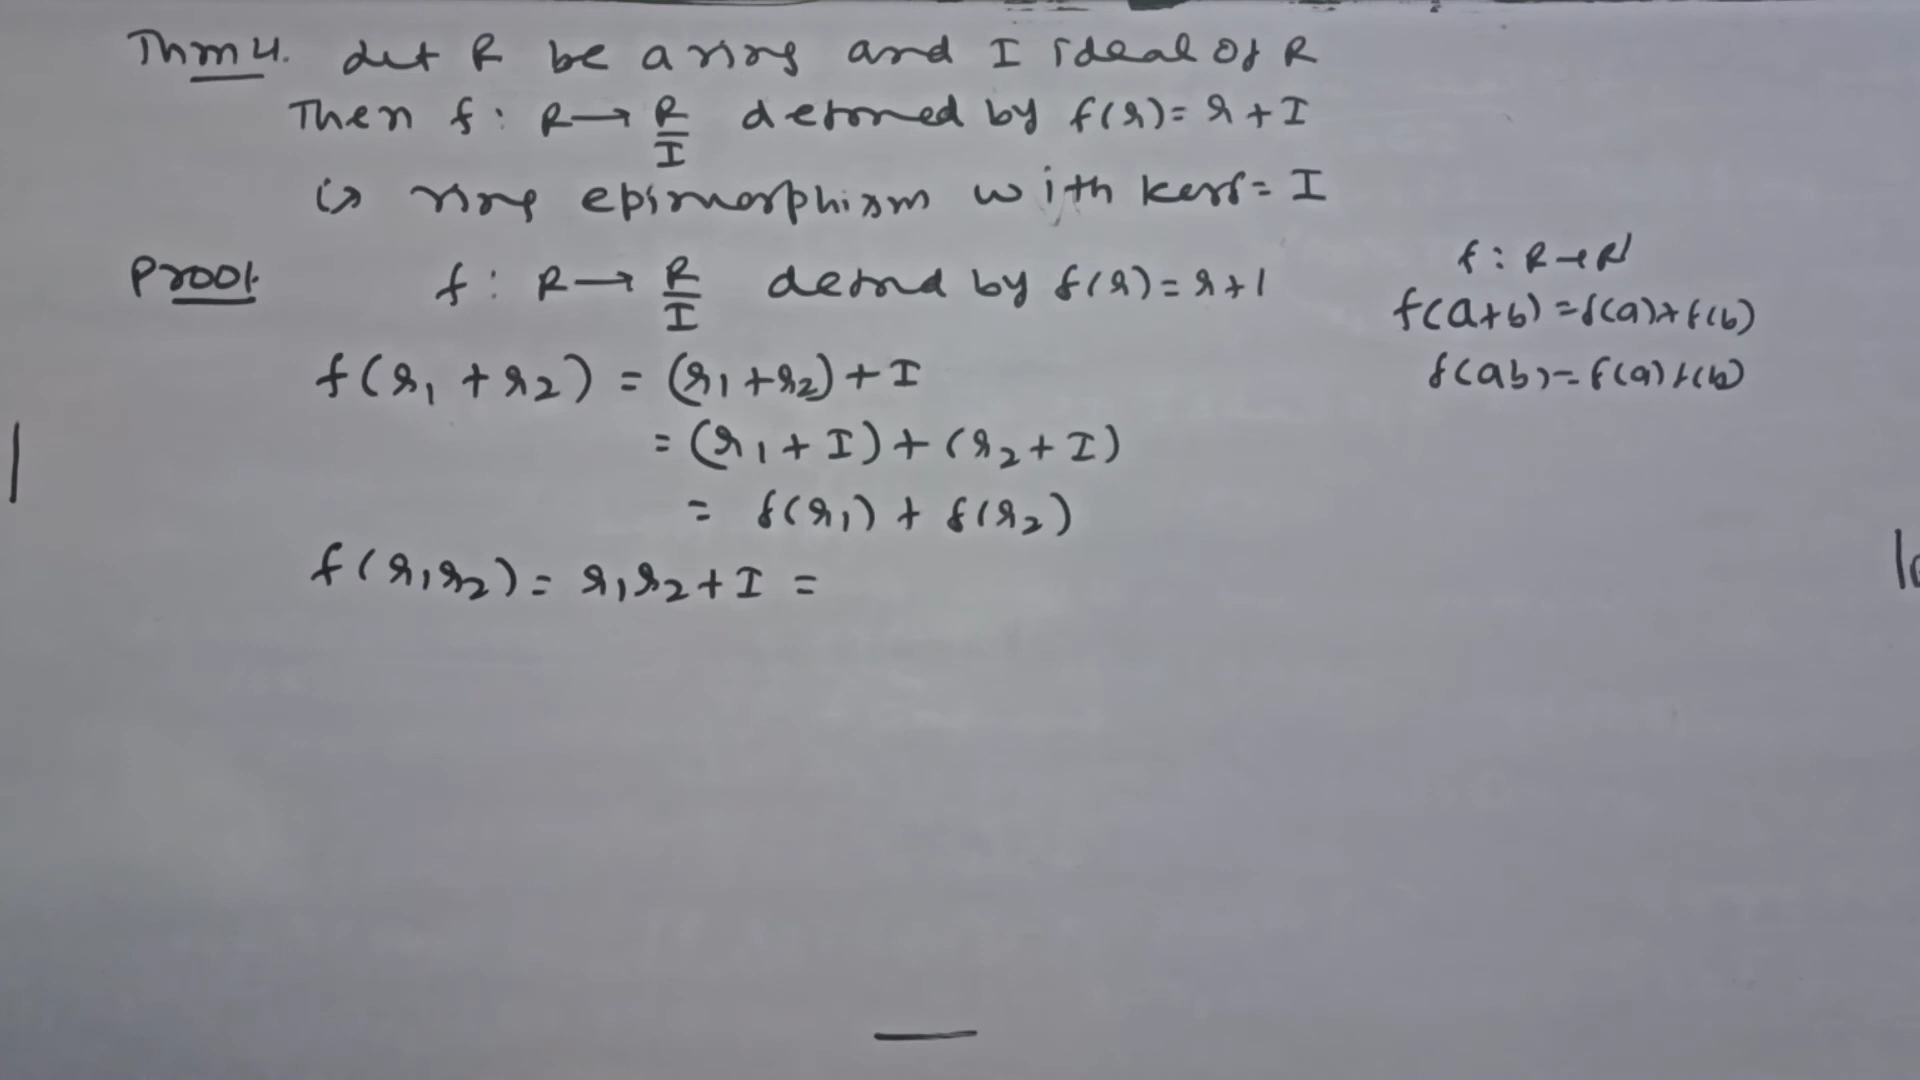 Thm 4. Let R be a ring and I ideal of R
Then f : R → R/I defined by f(r) = r + I
is ring epimorphism with kerf = I
Proof. f : R → R/I defind by f(r) = r + I
f : R → R'
f(a+b) = f(a) + f(b)
f(ab) = f(a) f(b)
f(r₁ + r₂) = (r₁ + r₂) + I
= (r₁ + I) + (r₂ + I)
= f(r₁) + f(r₂)
f(r₁r₂) = r₁r₂ + I =